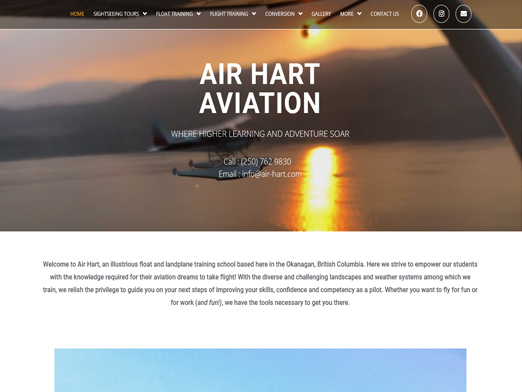 HOME SIGHTSEEING TOURS FLOAT TRAINING FLIGHT TRAINING CONVERSION GALLERY MORE CONTACT US
AIR HART
AVIATION
WHERE HIGHER LEARNING AND ADVENTURE SOAR
Call : (250) 762.9830
Email : info@air-hart.com
Welcome to Air Hart, an illustrious float and landplane training school based here in the Okanagan, British Columbia. Here we strive to empower our students
with the knowledge required for their aviation dreams to take flight! With the diverse and challenging landscapes and weather systems among which we
train, we relish the privilege to guide you on your next steps of improving your skills, confidence and competency as a pilot. Whether you want to fly for fun or
for work (and fun!), we have the tools necessary to get you there.